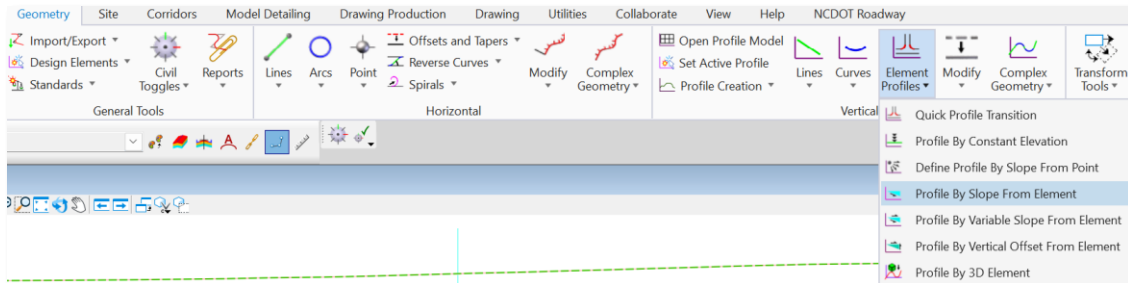 Geometry Site Corridors Model Detailing Drawing Production Drawing Utilities Collaborate View Help NCDOT Roadway
Import/Export
Design Elements
Standards
Civil
Toggles
Reports
General Tools
Lines
Arcs
Point
Offsets and Tapers
Reverse Curves
Spirals
Modify
Complex
Geometry
Horizontal
Open Profile Model
Set Active Profile
Profile Creation
Lines
Curves
Element
Profiles
Modify
Complex
Geometry
Vertical
Transform
Tools
Quick Profile Transition
Profile By Constant Elevation
Define Profile By Slope From Point
Profile By Slope From Element
Profile By Variable Slope From Element
Profile By Vertical Offset From Element
Profile By 3D Element